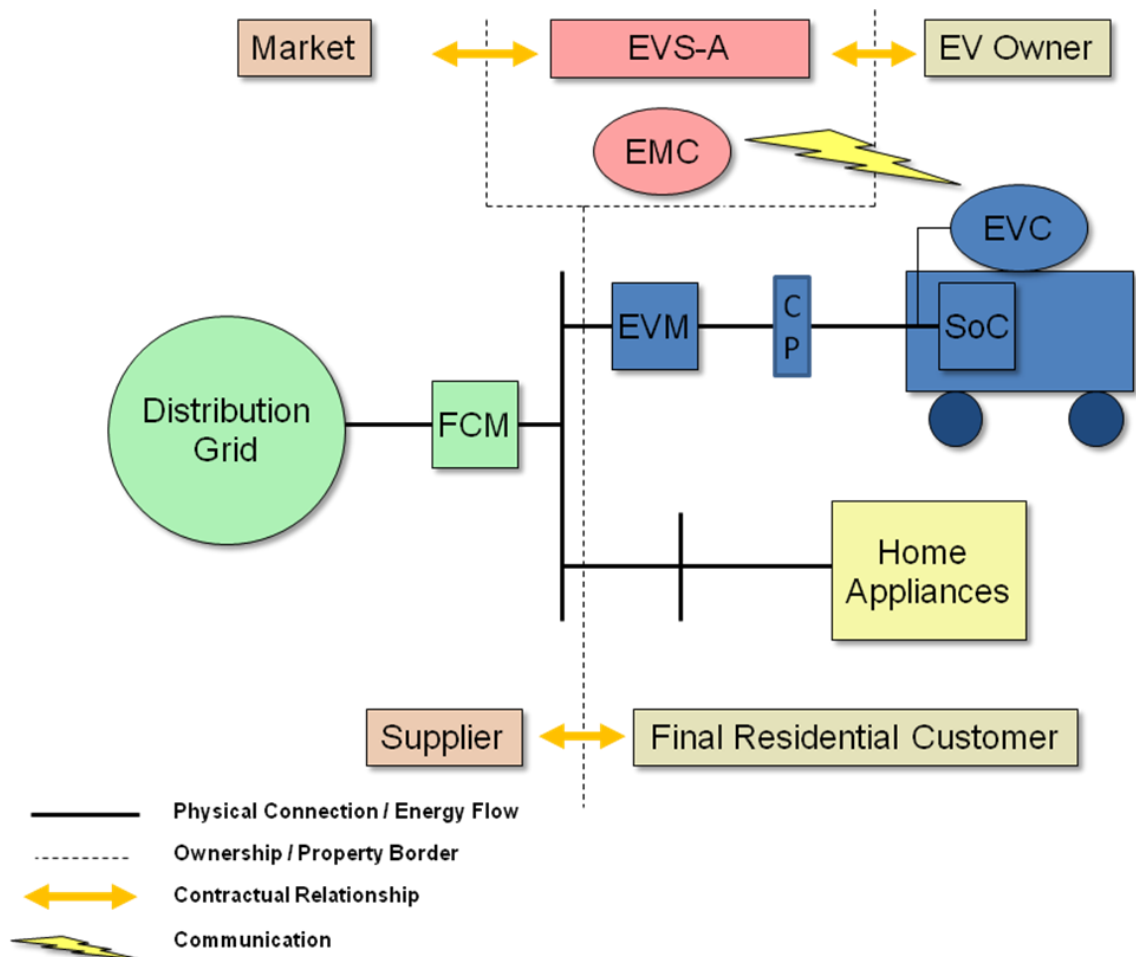 Market
EVS-A
EV Owner
EMC
EVC
EVM
C
P
SoC
Distribution
Grid
FCM
Home
Appliances
Supplier
Final Residential Customer
Physical Connection / Energy Flow
Ownership / Property Border
Contractual Relationship
Communication